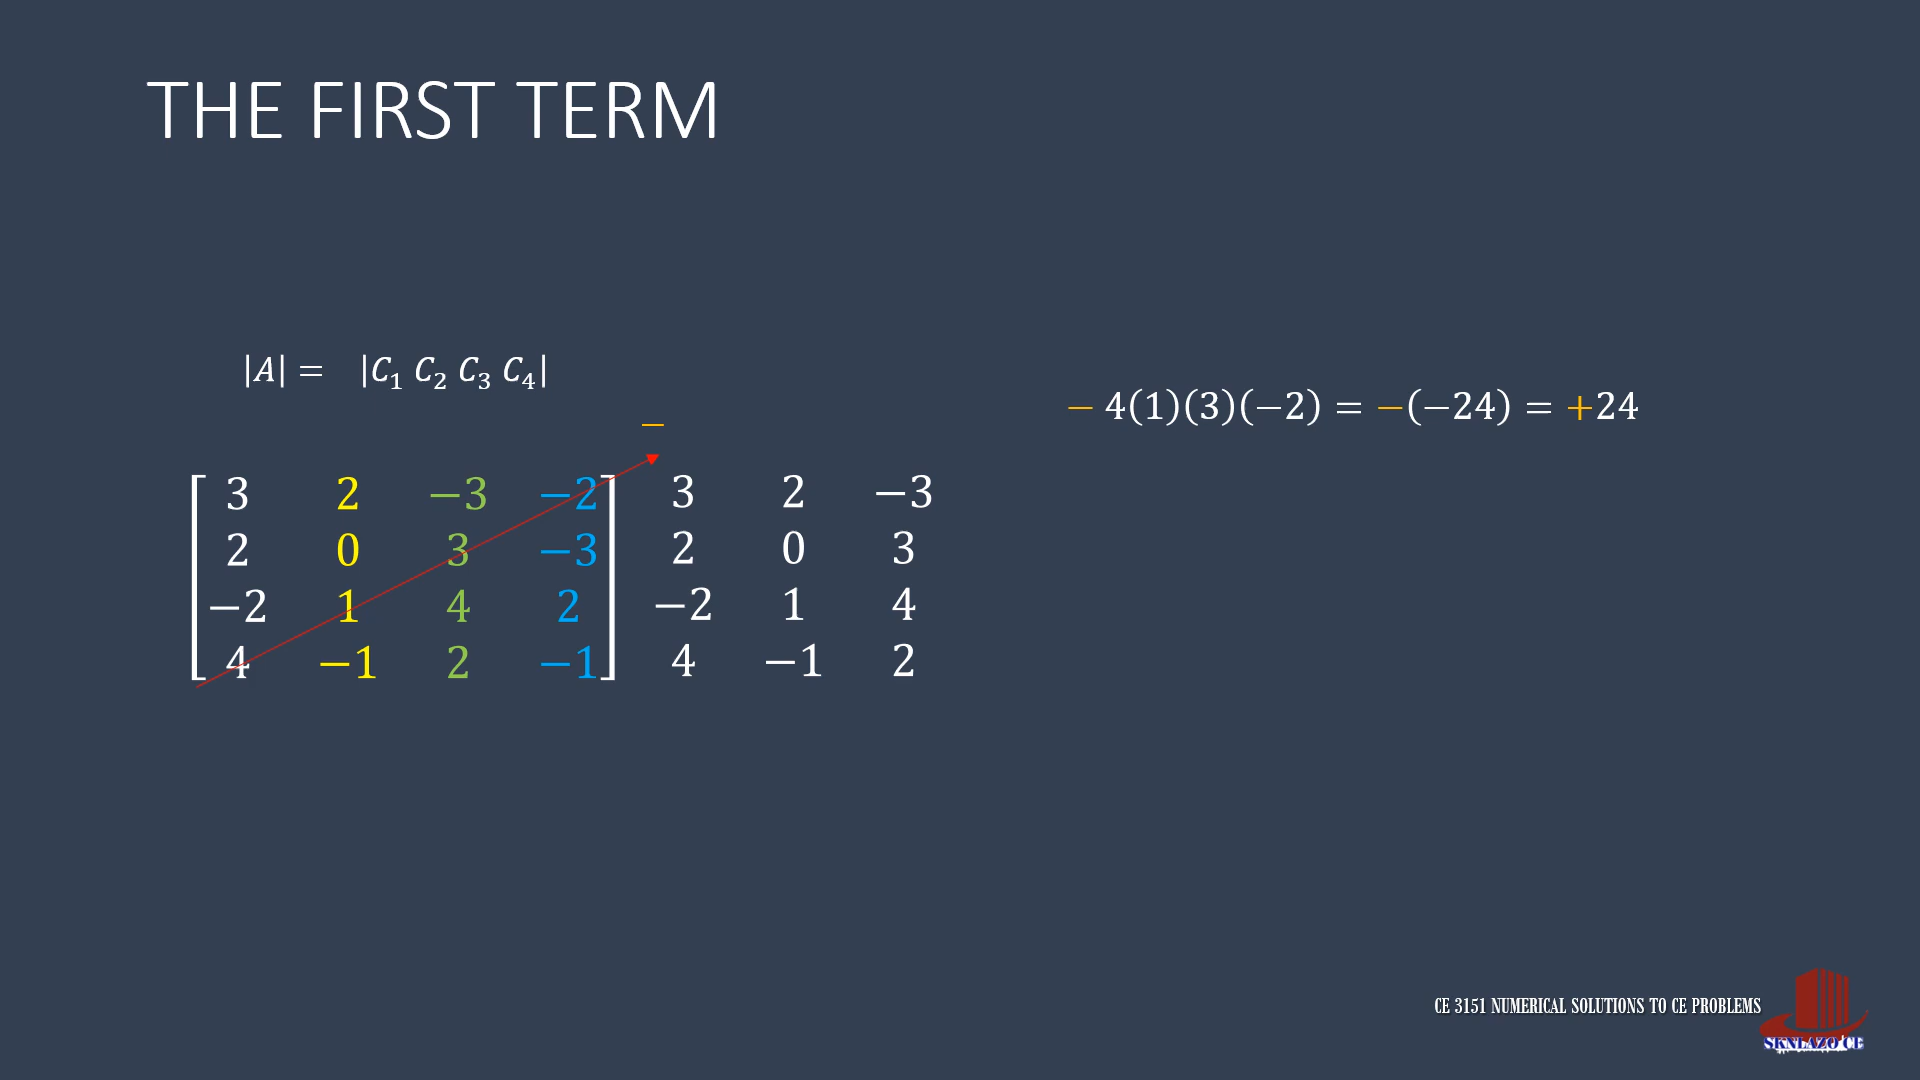 THE FIRST TERM
|A| = |C₁ C₂ C₃ C₄|
− 4(1)(3)(−2) = −(−24) = +24
−
3 2 −3 −2 3 2 −3
2 0 3 −3 2 0 3
−2 1 4 2 −2 1 4
4 −1 2 −1 4 −1 2
CE 3151 NUMERICAL SOLUTIONS TO CE PROBLEMS
SKNLAZO CE